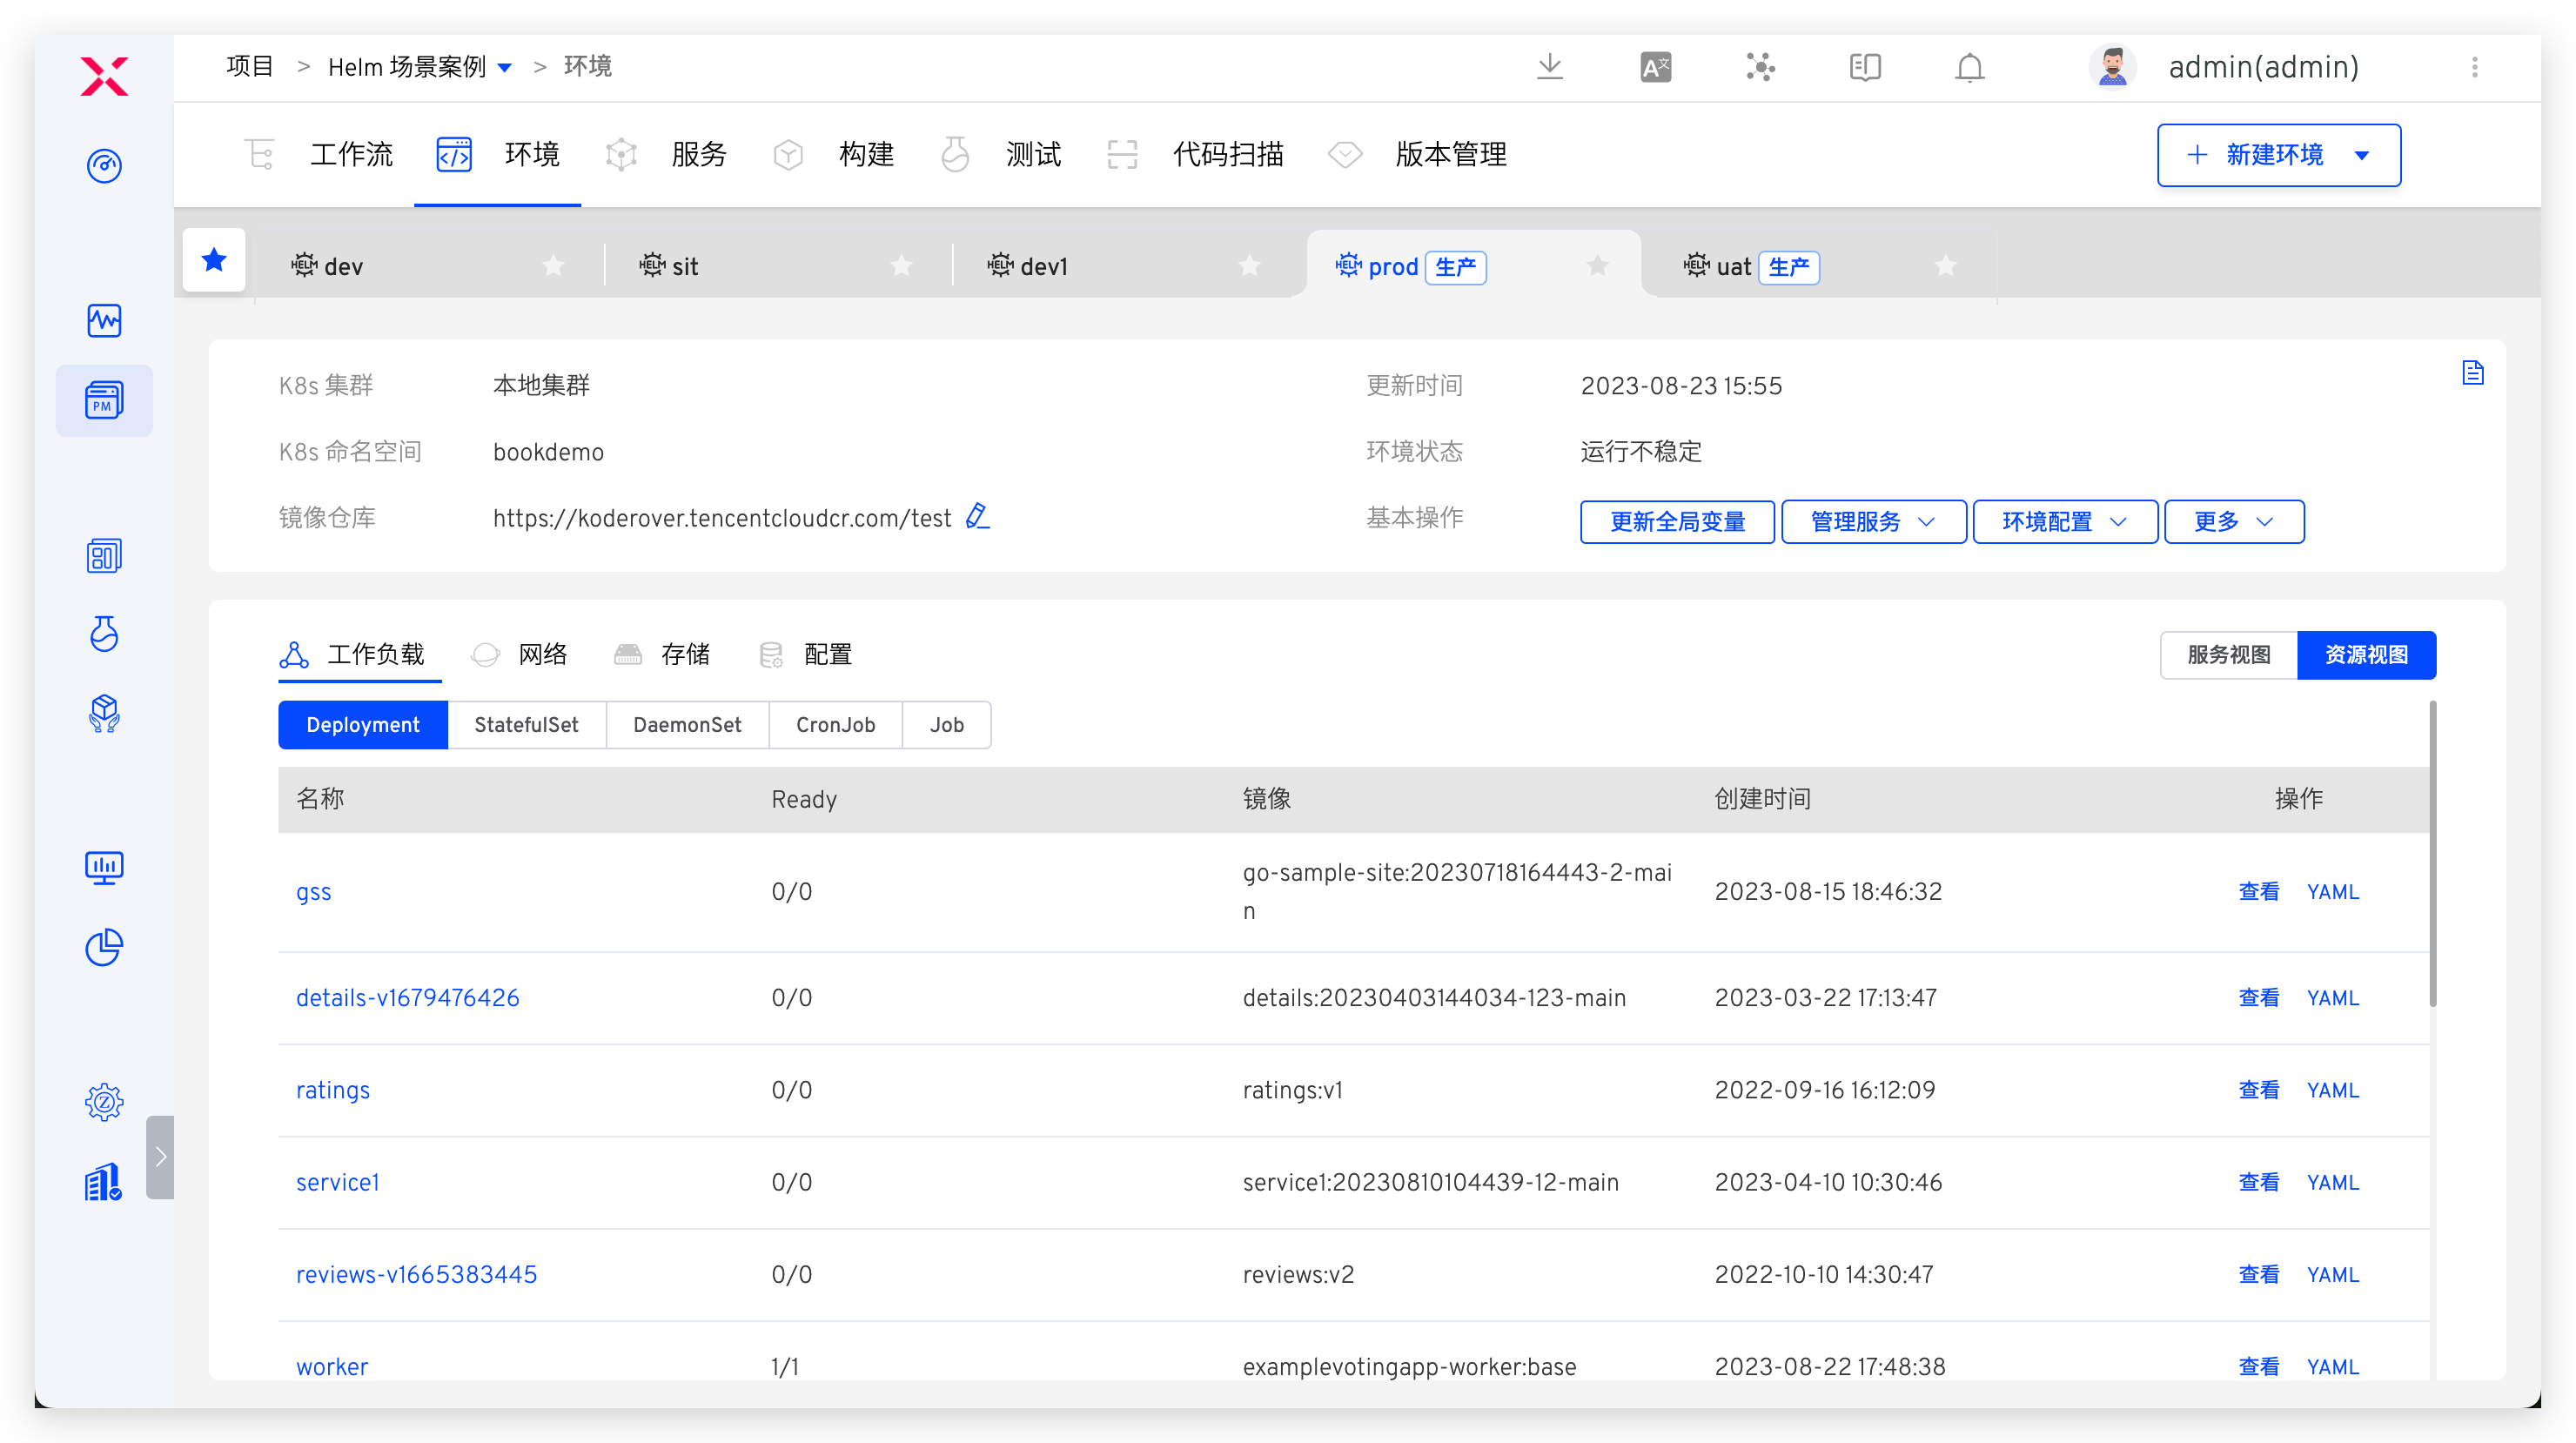 项目 > Helm 场景案例 > 环境
admin(admin)
工作流 环境 服务 构建 测试 代码扫描 版本管理
+ 新建环境
HELM dev HELM sit HELM dev1 HELM prod 生产 HELM uat 生产
PM
K8s 集群 本地集群 更新时间 2023-08-23 15:55
K8s 命名空间 bookdemo 环境状态 运行不稳定
镜像仓库 https://koderover.tencentcloudcr.com/test 基本操作 更新全局变量 管理服务 环境配置 更多
工作负载 网络 存储 配置 服务视图 资源视图
Deployment StatefulSet DaemonSet CronJob Job
名称 Ready 镜像 创建时间 操作
gss 0/0 go-sample-site:20230718164443-2-mai
n 2023-08-15 18:46:32 查看 YAML
details-v1679476426 0/0 details:20230403144034-123-main 2023-03-22 17:13:47 查看 YAML
ratings 0/0 ratings:v1 2022-09-16 16:12:09 查看 YAML
service1 0/0 service1:20230810104439-12-main 2023-04-10 10:30:46 查看 YAML
reviews-v1665383445 0/0 reviews:v2 2022-10-10 14:30:47 查看 YAML
worker 1/1 examplevotingapp-worker:base 2023-08-22 17:48:38 查看 YAML